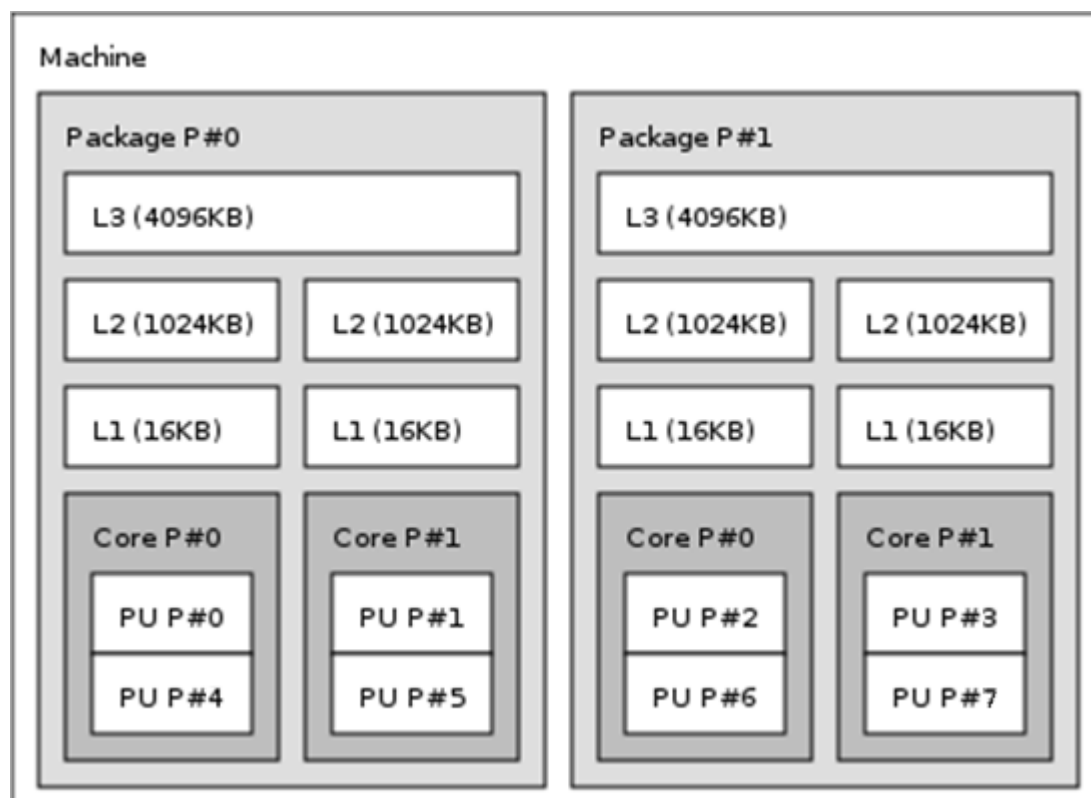 Machine
Package P#0
L3 (4096KB)
L2 (1024KB)
L2 (1024KB)
L1 (16KB)
L1 (16KB)
Core P#0
PU P#0
PU P#4
Core P#1
PU P#1
PU P#5
Package P#1
L3 (4096KB)
L2 (1024KB)
L2 (1024KB)
L1 (16KB)
L1 (16KB)
Core P#0
PU P#2
PU P#6
Core P#1
PU P#3
PU P#7